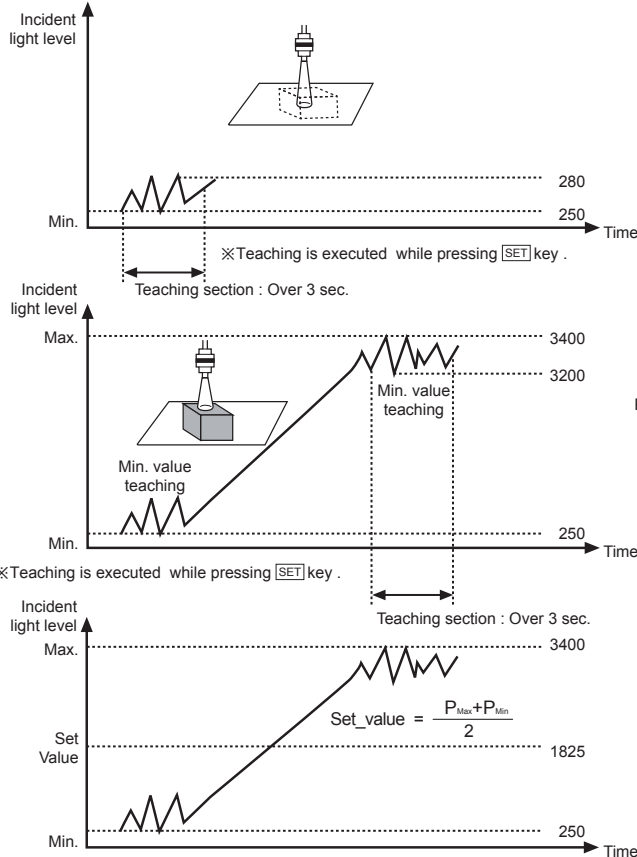 Incident
light level
280
250
Min.
Time
※Teaching is executed while pressing SET key .
Teaching section : Over 3 sec.
Incident
light level
Max.
3400
3200
Min. value
teaching
Min. value
teaching
250
Min.
Time
※Teaching is executed while pressing SET key .
Teaching section : Over 3 sec.
Incident
light level
Max.
3400
Set_value = PMax+PMin
2
Set
Value
1825
250
Min.
Time